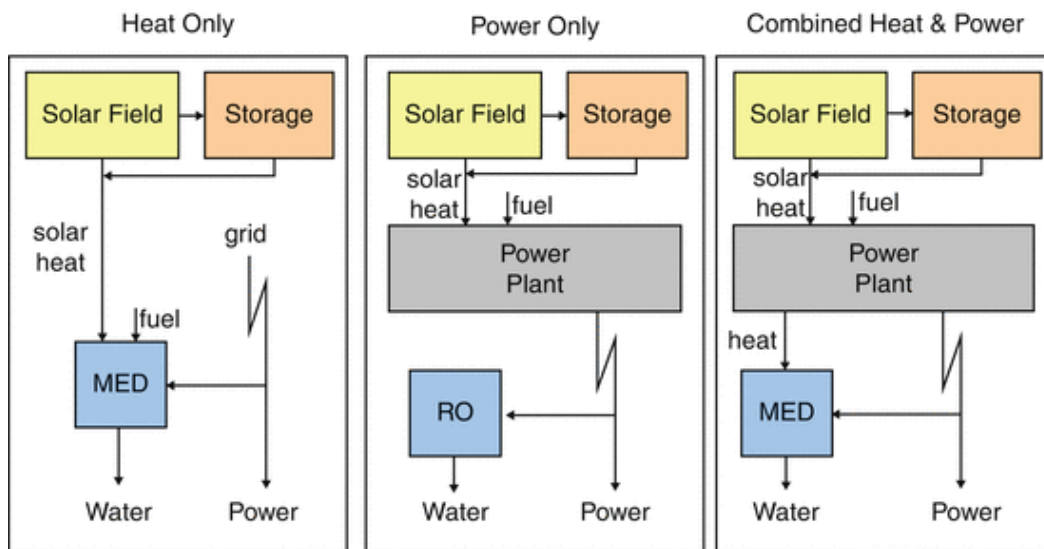 Heat Only
Solar Field
Storage
solar
heat
grid
fuel
MED
Water
Power
Power Only
Solar Field
Storage
solar
heat
fuel
Power
Plant
RO
Water
Power
Combined Heat & Power
Solar Field
Storage
solar
heat
fuel
Power
Plant
heat
MED
Water
Power